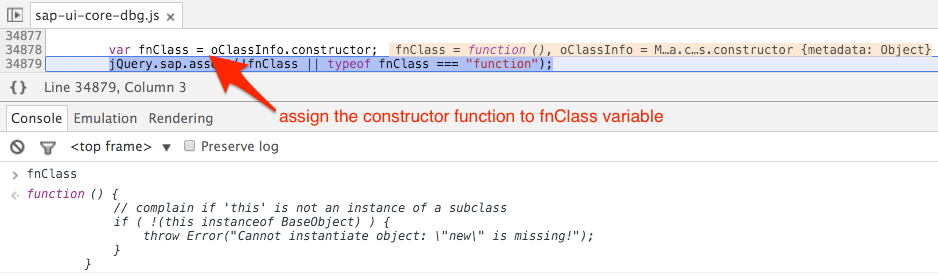 sap-ui-core-dbg.js ×
34877
34878 var fnClass = oClassInfo.constructor; fnClass = function (), oClassInfo = M…a.c…s.constructor {metadata: Object}
34879 jQuery.sap.asse (!fnClass || typeof fnClass === "function");
{} Line 34879, Column 3
assign the constructor function to fnClass variable
Console Emulation Rendering
<top frame> ▼ Preserve log
> fnClass
function () {
// complain if 'this' is not an instance of a subclass
if ( !(this instanceof BaseObject) ) {
throw Error("Cannot instantiate object: \"new\" is missing!");
}
}